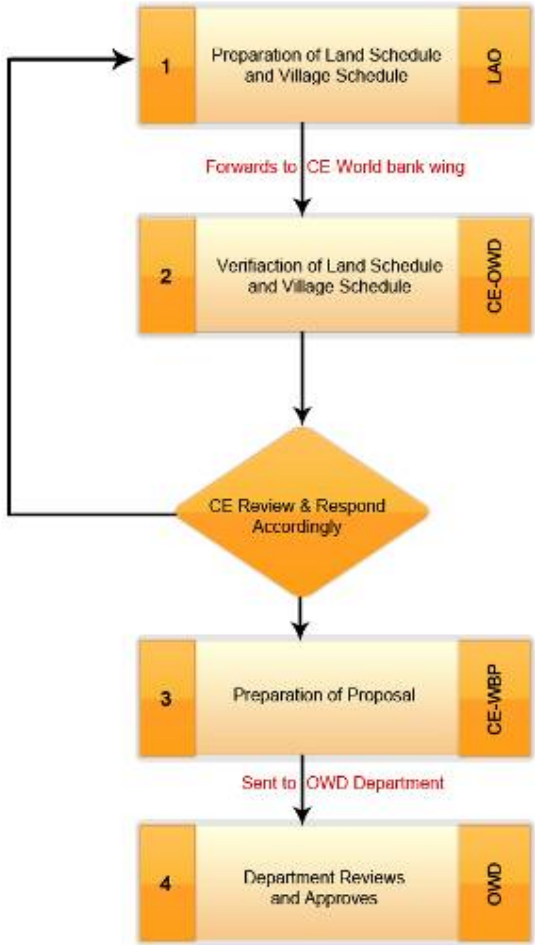 1
Preparation of Land Schedule
and Village Schedule
LAO
Forwards to CE World bank wing
2
Verifiaction of Land Schedule
and Village Schedule
CE-OWD
CE Review & Respond
Accordingly
3
Preparation of Proposal
CE-WBP
Sent to OWD Department
4
Department Reviews
and Approves
OWD